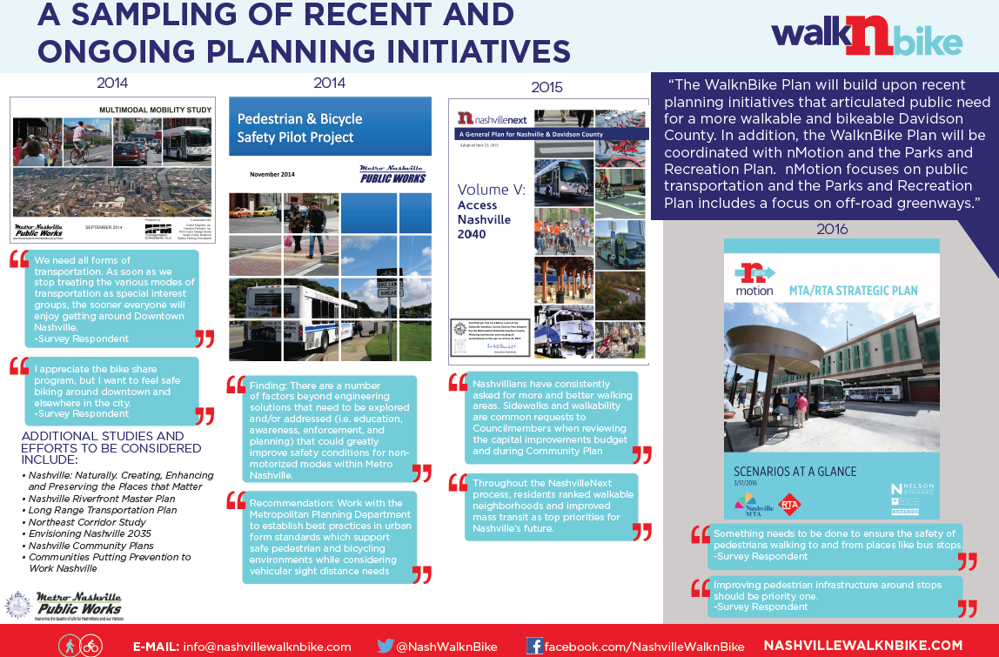 A SAMPLING OF RECENT AND
ONGOING PLANNING INITIATIVES
walknbike
2014
MULTIMODAL MOBILITY STUDY
Metro Nashville
Public Works
SEPTEMBER 2014
Prepared by
RPM
Transportation
Consultants, LLC
We need all forms of
transportation. As soon as we
stop treating the various modes of
transportation as special interest
groups, the sooner everyone will
enjoy getting around Downtown
Nashville.
-Survey Respondent
I appreciate the bike share
program, but I want to feel safe
biking around downtown and
elsewhere in the city.
-Survey Respondent
ADDITIONAL STUDIES AND
EFFORTS TO BE CONSIDERED
INCLUDE:
• Nashville: Naturally. Creating, Enhancing
and Preserving the Places that Matter
• Nashville Riverfront Master Plan
• Long Range Transportation Plan
• Northeast Corridor Study
• Envisioning Nashville 2035
• Nashville Community Plans
• Communities Putting Prevention to
Work Nashville
2014
Pedestrian & Bicycle
Safety Pilot Project
November 2014
Metro Nashville
PUBLIC WORKS
BIKE LANE
AHEAD
Nashville
MTA
Finding: There are a number
of factors beyond engineering
solutions that need to be explored
and/or addressed (i.e. education,
awareness, enforcement, and
planning) that could greatly
improve safety conditions for non-
motorized modes within Metro
Nashville.
Recommendation: Work with the
Metropolitan Planning Department
to establish best practices in urban
form standards which support
safe pedestrian and bicycling
environments while considering
vehicular sight distance needs
2015
nashvillenext
A General Plan for Nashville & Davidson County
Adopted June 22, 2015
Volume V:
Access
Nashville
2040
Nashvillians have consistently
asked for more and better walking
areas. Sidewalks and walkability
are common requests to
Councilmembers when reviewing
the capital improvements budget
and during Community Plan
Throughout the NashvilleNext
process, residents ranked walkable
neighborhoods and improved
mass transit as top priorities for
Nashville's future.
“The WalknBike Plan will build upon recent
planning initiatives that articulated public need
for a more walkable and bikeable Davidson
County. In addition, the WalknBike Plan will be
coordinated with nMotion and the Parks and
Recreation Plan.  nMotion focuses on public
transportation and the Parks and Recreation
Plan includes a focus on off-road greenways.”
2016
n 2016
motion
MTA/RTA STRATEGIC PLAN
SCENARIOS AT A GLANCE
3/17/2016
Nashville
MTA
RTA
NELSON
NYGAARD
Something needs to be done to ensure the safety of
pedestrians walking to and from places like bus stops.
-Survey Respondent
Improving pedestrian infrastructure around stops
should be priority one.
-Survey Respondent
Metro Nashville
Public Works
E-MAIL: info@nashvillewalknbike.com
@NashWalknBike
facebook.com/NashvilleWalknBike
NASHVILLEWALKNBIKE.COM